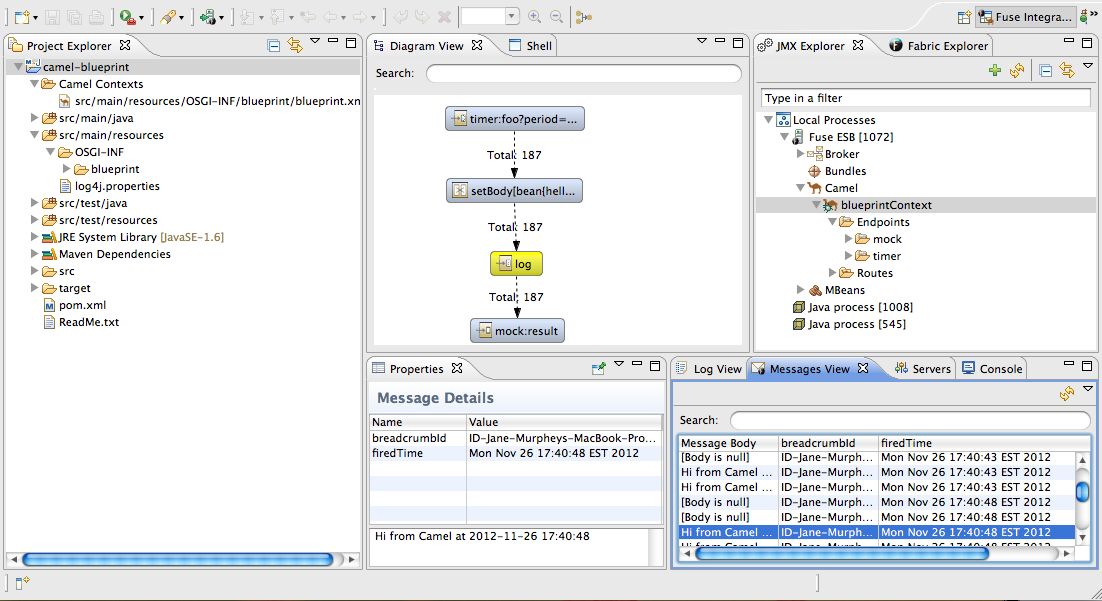 Fuse Integra...
Project Explorer
camel-blueprint
Camel Contexts
src/main/resources/OSGI-INF/blueprint/blueprint.xn
src/main/java
src/main/resources
OSGI-INF
blueprint
log4j.properties
src/test/java
src/test/resources
JRE System Library [JavaSE-1.6]
Maven Dependencies
src
target
pom.xml
ReadMe.txt
Diagram View
Shell
Search:
timer:foo?period=...
Total: 187
setBody[bean{hell...
Total: 187
log
Total: 187
mock:result
JMX Explorer
Fabric Explorer
Type in a filter
Local Processes
Fuse ESB [1072]
Broker
Bundles
Camel
blueprintContext
Endpoints
mock
timer
Routes
MBeans
Java process [1008]
Java process [545]
Properties
Message Details
Name Value
breadcrumbId ID-Jane-Murpheys-MacBook-Pro...
firedTime Mon Nov 26 17:40:48 EST 2012
Hi from Camel at 2012-11-26 17:40:48
Log View
Messages View
Servers
Console
Search:
Message Body breadcrumbId firedTime
[Body is null] ID-Jane-Murph... Mon Nov 26 17:40:43 EST 2012
Hi from Camel ... ID-Jane-Murph... Mon Nov 26 17:40:43 EST 2012
Hi from Camel ... ID-Jane-Murph... Mon Nov 26 17:40:43 EST 2012
[Body is null] ID-Jane-Murph... Mon Nov 26 17:40:48 EST 2012
[Body is null] ID-Jane-Murph... Mon Nov 26 17:40:48 EST 2012
Hi from Camel ... ID-Jane-Murph... Mon Nov 26 17:40:48 EST 2012